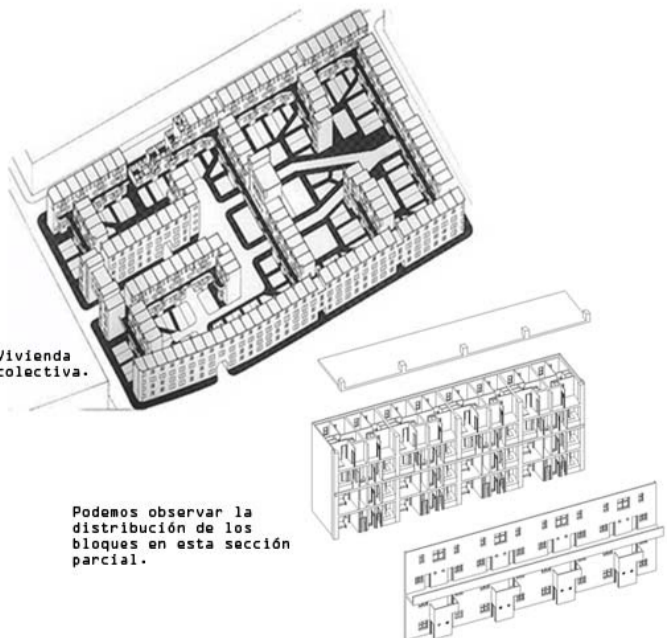 Vivienda
colectiva.
Podemos observar la
distribución de los
bloques en esta sección
parcial.